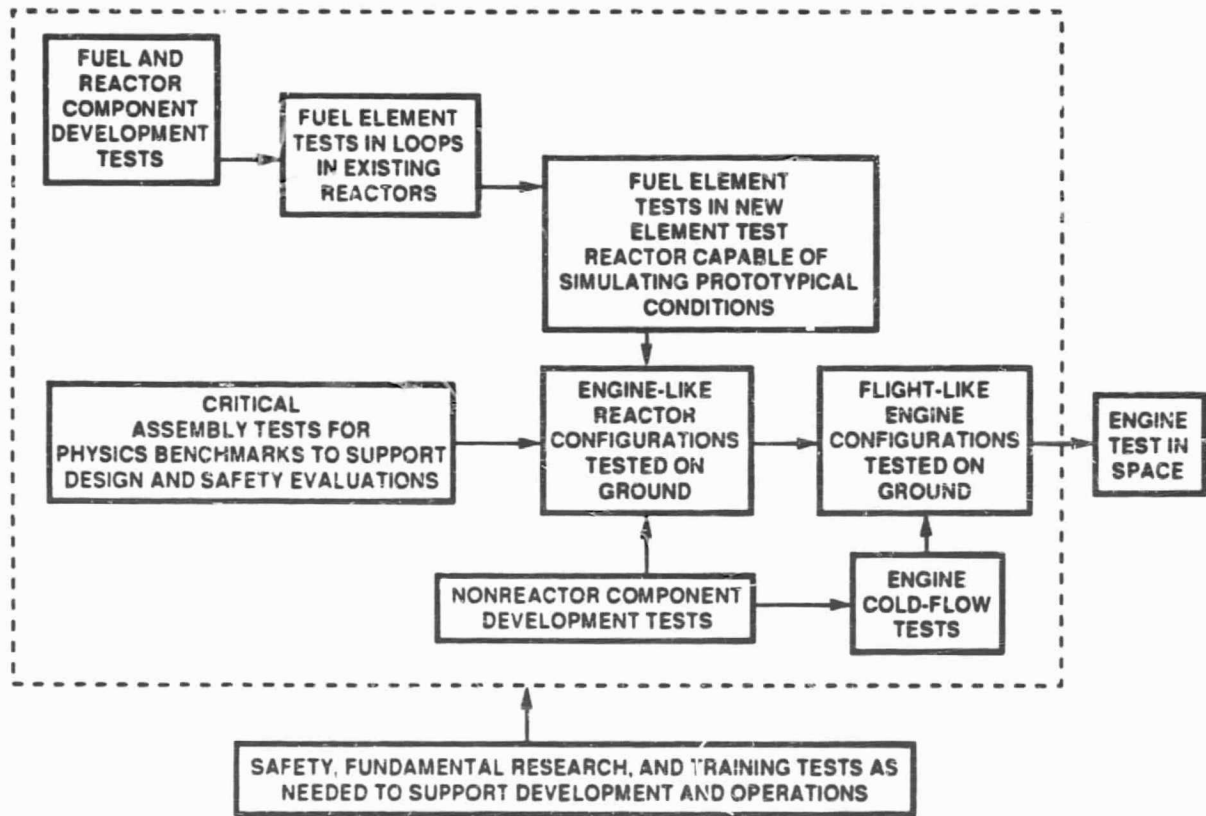 FUEL AND
REACTOR
COMPONENT
DEVELOPMENT
TESTS
FUEL ELEMENT
TESTS IN LOOPS
IN EXISTING
REACTORS
FUEL ELEMENT
TESTS IN NEW
ELEMENT TEST
REACTOR CAPABLE OF
SIMULATING PROTOTYPICAL
CONDITIONS
CRITICAL
ASSEMBLY TESTS FOR
PHYSICS BENCHMARKS TO SUPPORT
DESIGN AND SAFETY EVALUATIONS
ENGINE-LIKE
REACTOR
CONFIGURATIONS
TESTED ON
GROUND
FLIGHT-LIKE
ENGINE
CONFIGURATIONS
TESTED ON
GROUND
ENGINE
TEST IN
SPACE
NONREACTOR COMPONENT
DEVELOPMENT TESTS
ENGINE
COLD-FLOW
TESTS
SAFETY, FUNDAMENTAL RESEARCH, AND TRAINING TESTS AS
NEEDED TO SUPPORT DEVELOPMENT AND OPERATIONS